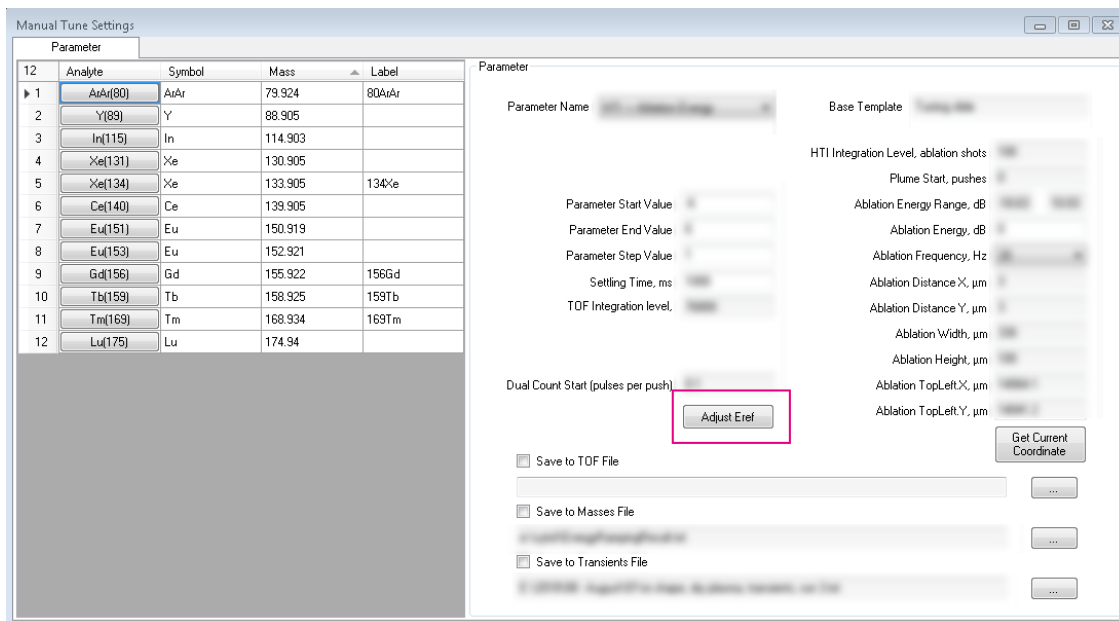 Manual Tune Settings
Parameter
12 Analyte Symbol Mass Label
1 ArAr(80) ArAr 79.924 80ArAr
2 Y(89) Y 88.905
3 In(115) In 114.903
4 Xe(131) Xe 130.905
5 Xe(134) Xe 133.905 134Xe
6 Ce(140) Ce 139.905
7 Eu(151) Eu 150.919
8 Eu(153) Eu 152.921
9 Gd(156) Gd 155.922 156Gd
10 Tb(159) Tb 158.925 159Tb
11 Tm(169) Tm 168.934 169Tm
12 Lu(175) Lu 174.94
Parameter
Parameter Name
Base Template
HTI Integration Level, ablation shots
Plume Start, pushes
Parameter Start Value
Ablation Energy Range, dB
Parameter End Value
Ablation Energy, dB
Parameter Step Value
Ablation Frequency, Hz
Settling Time, ms
Ablation Distance X, µm
TOF Integration level,
Ablation Distance Y, µm
Ablation Width, µm
Ablation Height, µm
Dual Count Start (pulses per push)
Ablation TopLeft.X, µm
Adjust Eref
Ablation TopLeft.Y, µm
Get Current
Coordinate
Save to TOF File
...
Save to Masses File
...
Save to Transients File
...